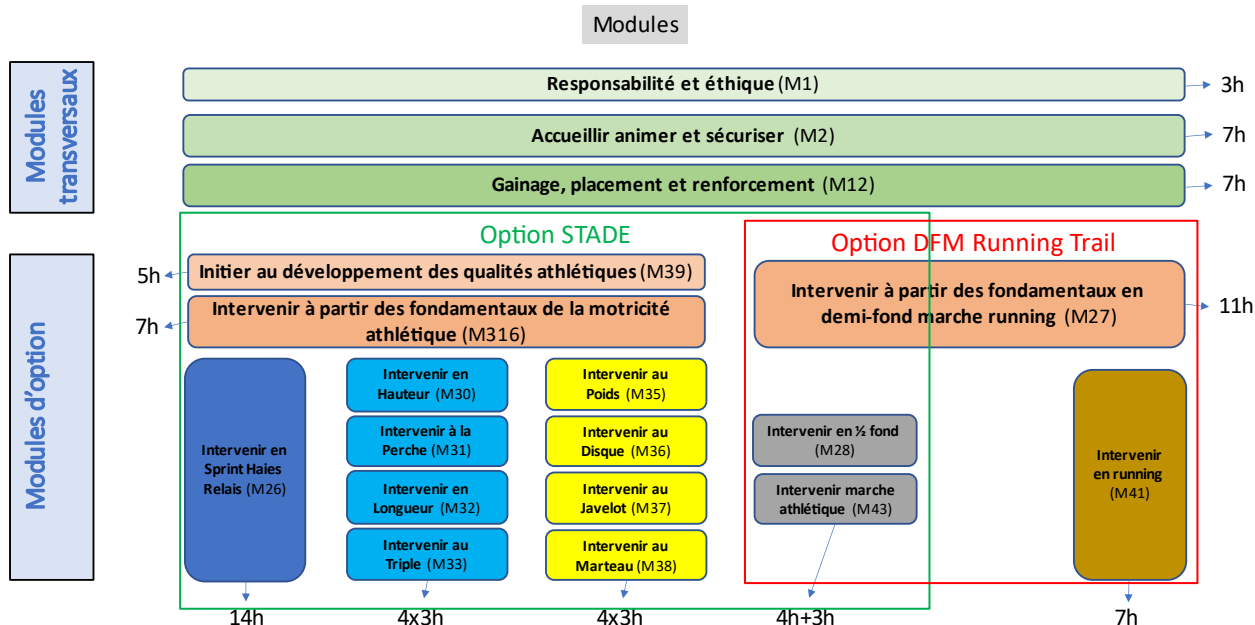 Modules
Modules
transversaux
Responsabilité et éthique (M1)
3h
Accueillir animer et sécuriser (M2)
7h
Gainage, placement et renforcement (M12)
7h
Modules d’option
Option STADE
Option DFM Running Trail
5h
Initier au développement des qualités athlétiques (M39)
7h
Intervenir à partir des fondamentaux de la motricité
athlétique (M316)
Intervenir à partir des fondamentaux en
demi-fond marche running (M27)
11h
Intervenir en
Sprint Haies
Relais (M26)
Intervenir en
Hauteur (M30)
Intervenir à la
Perche (M31)
Intervenir en
Longueur (M32)
Intervenir au
Triple (M33)
Intervenir au
Poids (M35)
Intervenir au
Disque (M36)
Intervenir au
Javelot (M37)
Intervenir au
Marteau (M38)
Intervenir en ½ fond
(M28)
Intervenir marche
athlétique (M43)
Intervenir
en running
(M41)
14h
4x3h
4x3h
4h+3h
7h